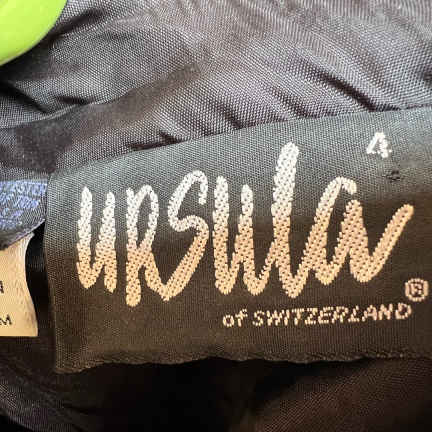 4
ursula
of SWITZERLAND ®
M